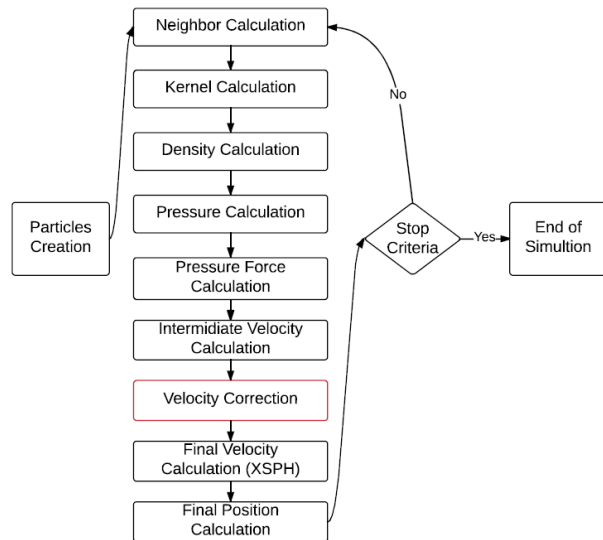 Neighbor Calculation
Kernel Calculation
Density Calculation
Pressure Calculation
Pressure Force
Calculation
Intermidiate Velocity
Calculation
Velocity Correction
Final Velocity
Calculation (XSPH)
Final Position
Calculation
Particles
Creation
No
Stop
Criteria
Yes
End of
Simultion